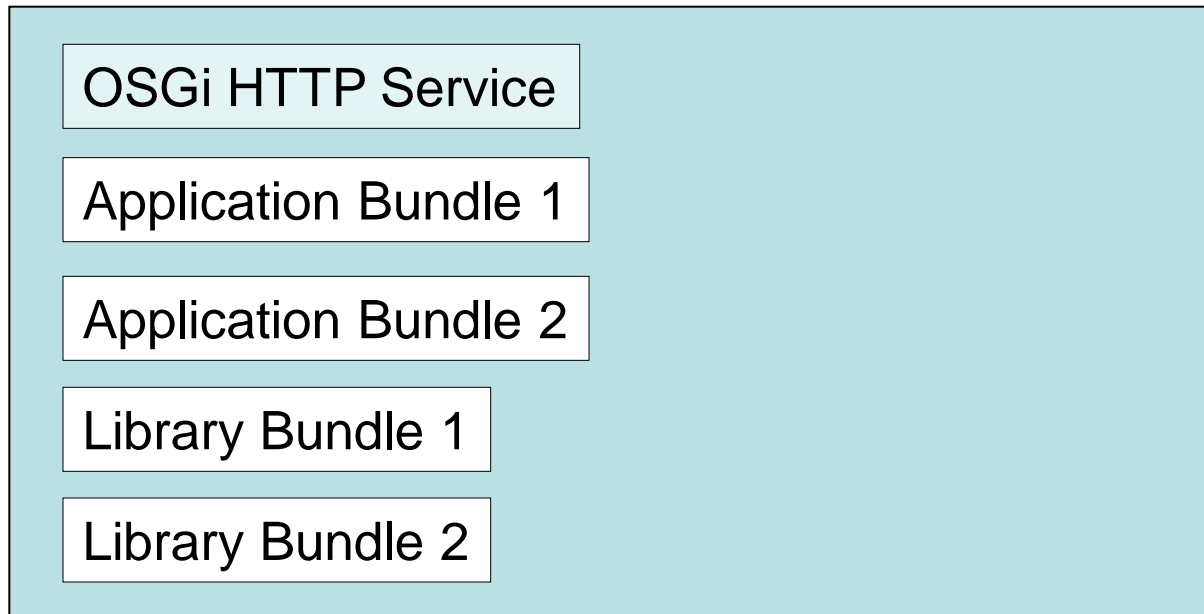 OSGi HTTP Service
Application Bundle 1
Application Bundle 2
Library Bundle 1
Library Bundle 2